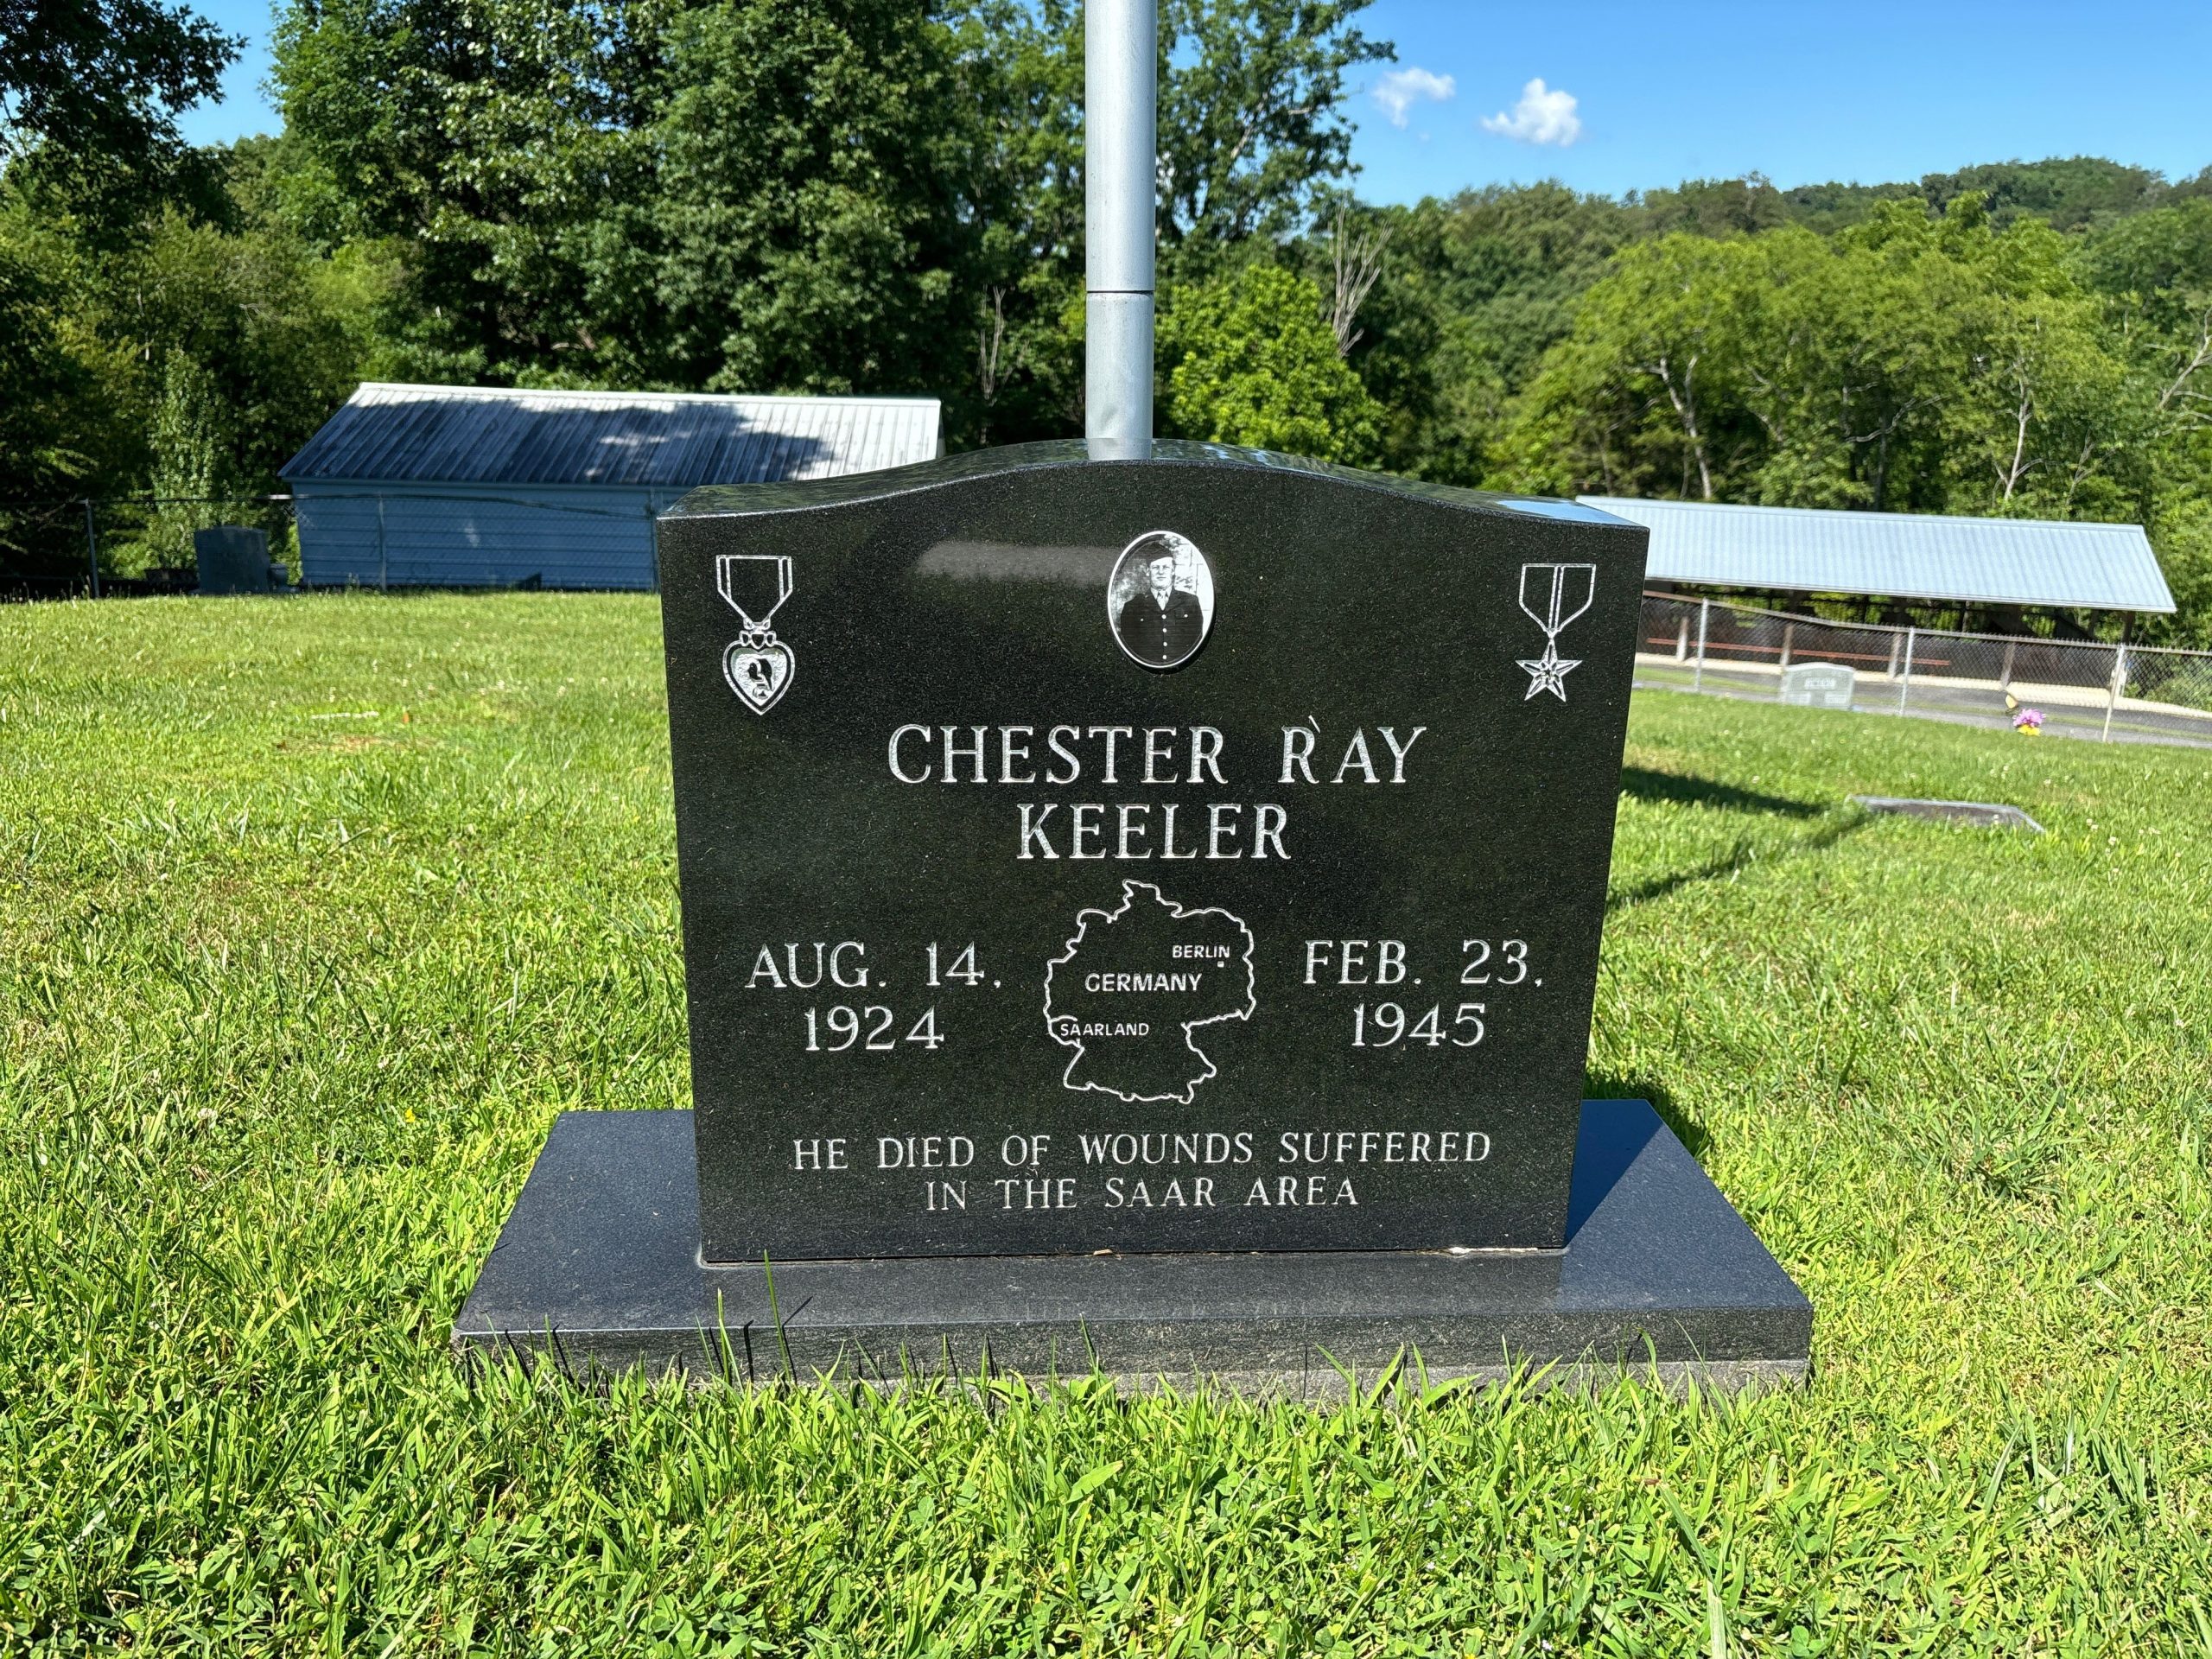 CHESTER RAY
KEELER
AUG. 14,
1924
BERLIN
GERMANY
SAARLAND
FEB. 23,
1945
HE DIED OF WOUNDS SUFFERED
IN THE SAAR AREA